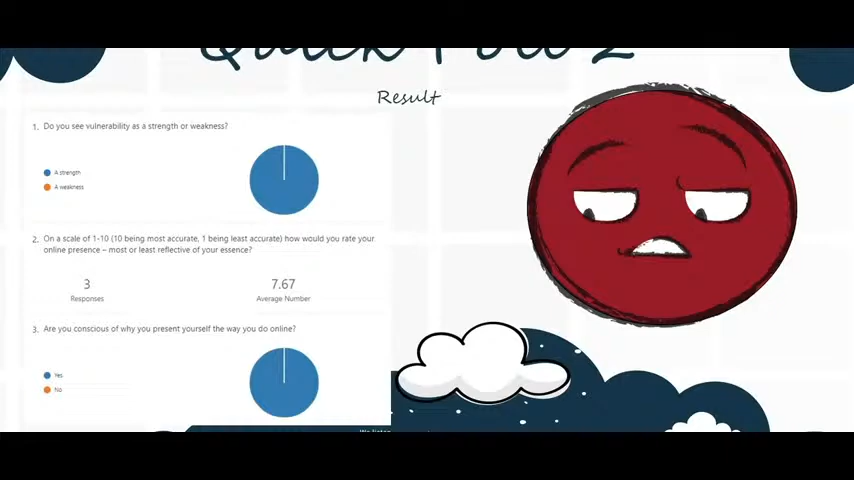 Quick Poll 2
Result
1. Do you see vulnerability as a strength or weakness?
A strength
A weakness
2. On a scale of 1-10 (10 being most accurate, 1 being least accurate) how would you rate your
online presence – most or least reflective of your essence?
3
7.67
Responses
Average Number
3. Are you conscious of why you present yourself the way you do online?
Yes
No